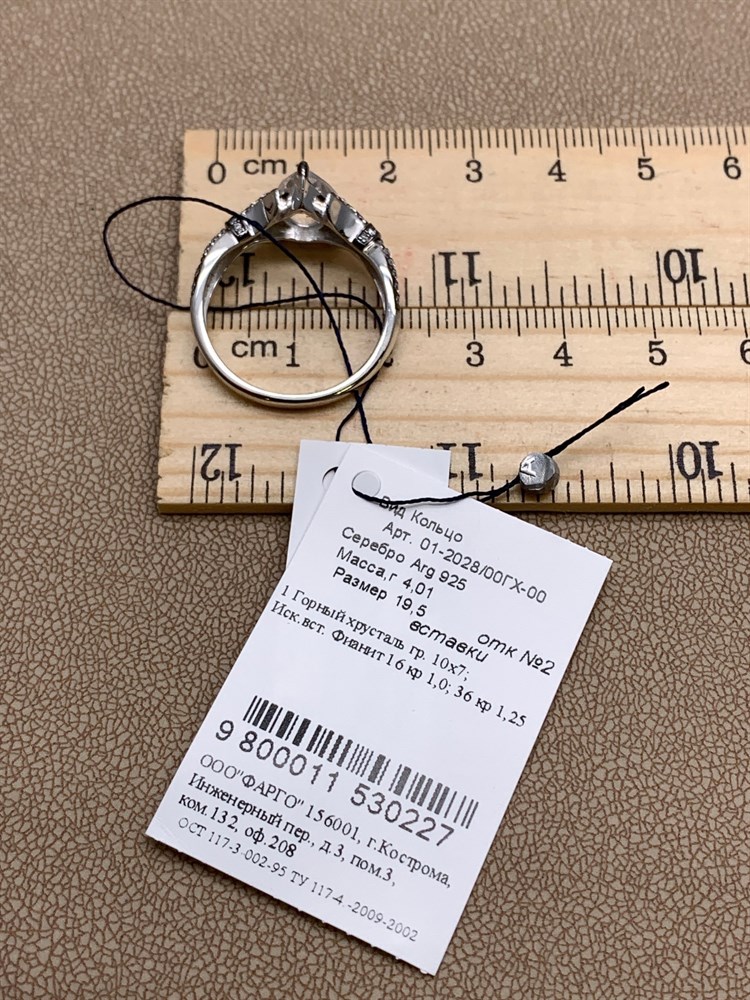 0 cm 2 3 4 5 6
12 11 10
0 cm 1 3 4 5 6
12 11 10
Вид Кольцо
Арт. 01-2028/00ГХ-00
Серебро Arg 925
Масса,г 4,01
Размер 19,5
вставки отк №2
1 Горный хрусталь гр. 10х7;
Иск.вст. Фианит16 кр 1,0; 36 кр 1,25
9 800011 530227
ООО"ФАРГО" 156001, г.Кострома,
Инженерный пер., д.3, пом.3,
ком.132, оф.208
ОСТ 117-3-002-95 ТУ 117-4.-2009-2002